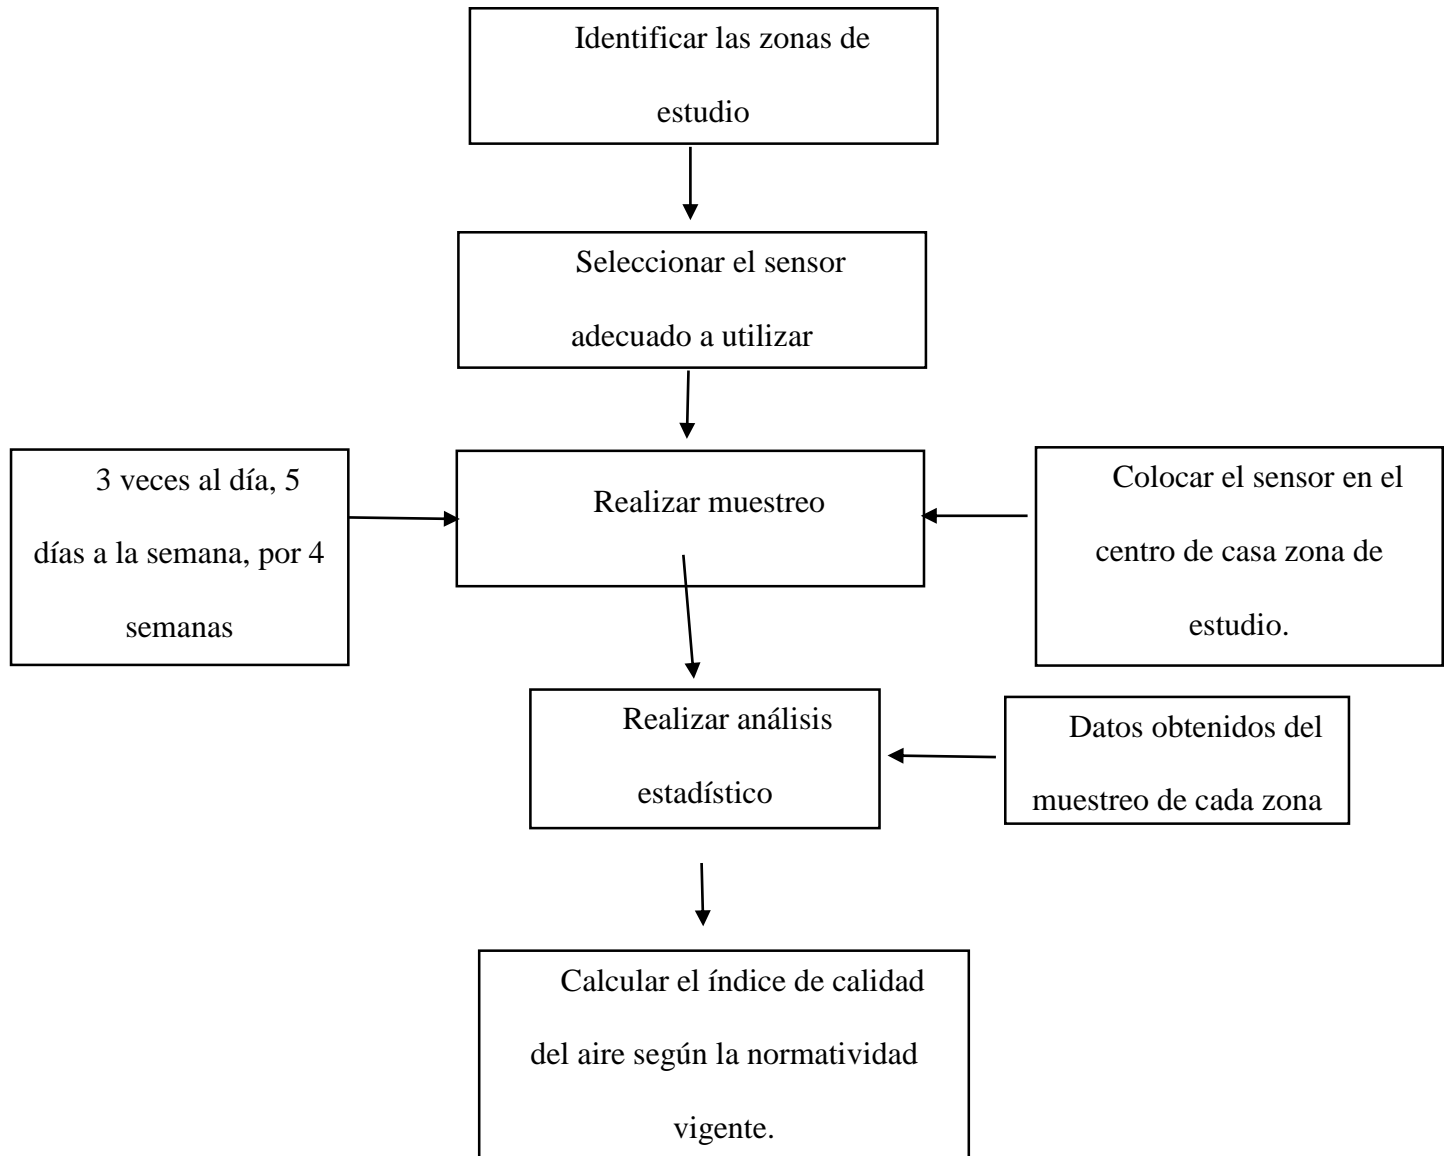 Identificar las zonas de
estudio
Seleccionar el sensor
adecuado a utilizar
3 veces al día, 5
días a la semana, por 4
semanas
Realizar muestreo
Colocar el sensor en el
centro de casa zona de
estudio.
Realizar análisis
estadístico
Datos obtenidos del
muestreo de cada zona
Calcular el índice de calidad
del aire según la normatividad
vigente.